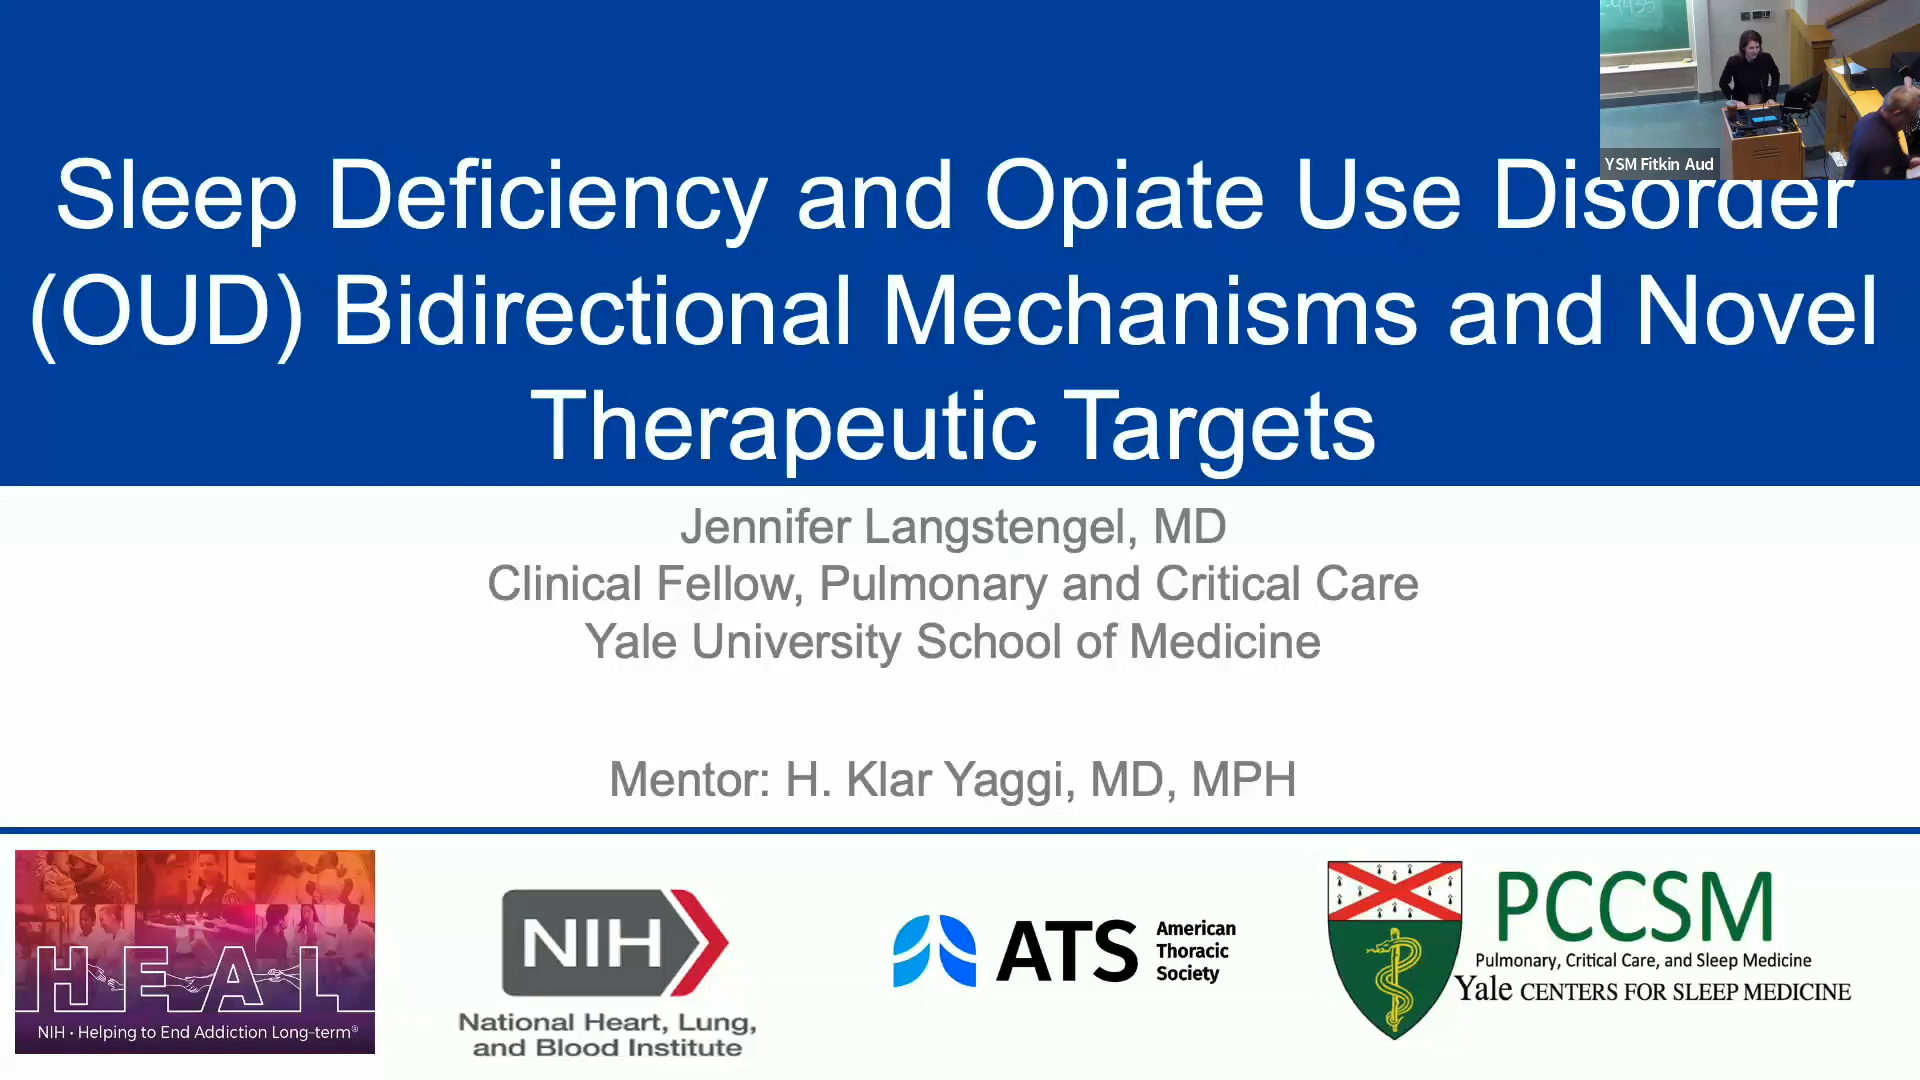 YSM Fitkin Aud
Sleep Deficiency and Opiate Use Disorder
(OUD) Bidirectional Mechanisms and Novel
Therapeutic Targets
Jennifer Langstengel, MD
Clinical Fellow, Pulmonary and Critical Care
Yale University School of Medicine
Mentor: H. Klar Yaggi, MD, MPH
HEAL
NIH • Helping to End Addiction Long-term®
NIH
National Heart, Lung,
and Blood Institute
ATS
American
Thoracic
Society
PCCSM
Pulmonary, Critical Care, and Sleep Medicine
Yale CENTERS FOR SLEEP MEDICINE